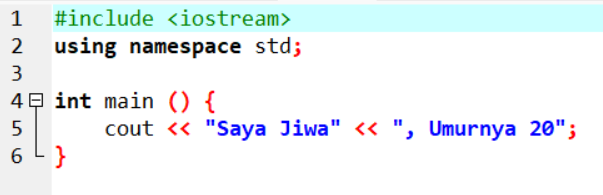 1 #include <iostream>
2 using namespace std;
3
4 int main () {
5 cout << "Saya Jiwa" << ", Umurnya 20";
6 }